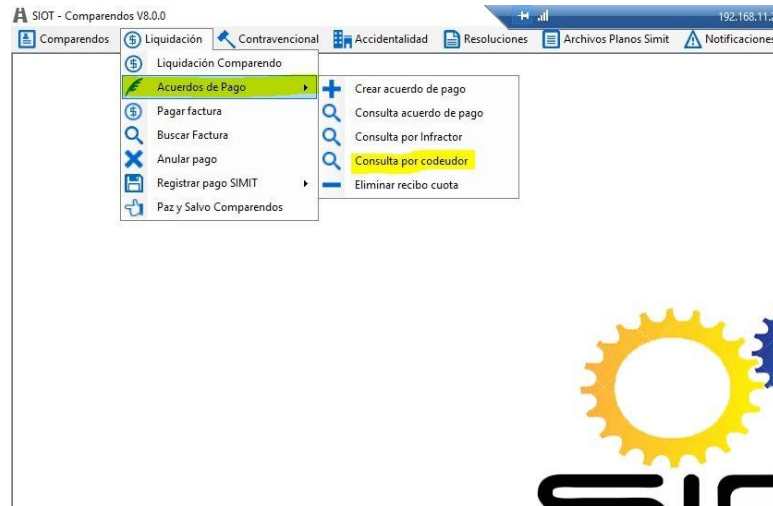 SIOT - Comparendos V8.0.0
192.168.11.2
Comparendos Liquidación Contravencional Accidentalidad Resoluciones Archivos Planos Simit Notificaciones
Liquidación Comparendo
Acuerdos de Pago
Crear acuerdo de pago
Pagar factura
Consulta acuerdo de pago
Buscar Factura
Consulta por Infractor
Anular pago
Consulta por codeudor
Registrar pago SIMIT
Eliminar recibo cuota
Paz y Salvo Comparendos